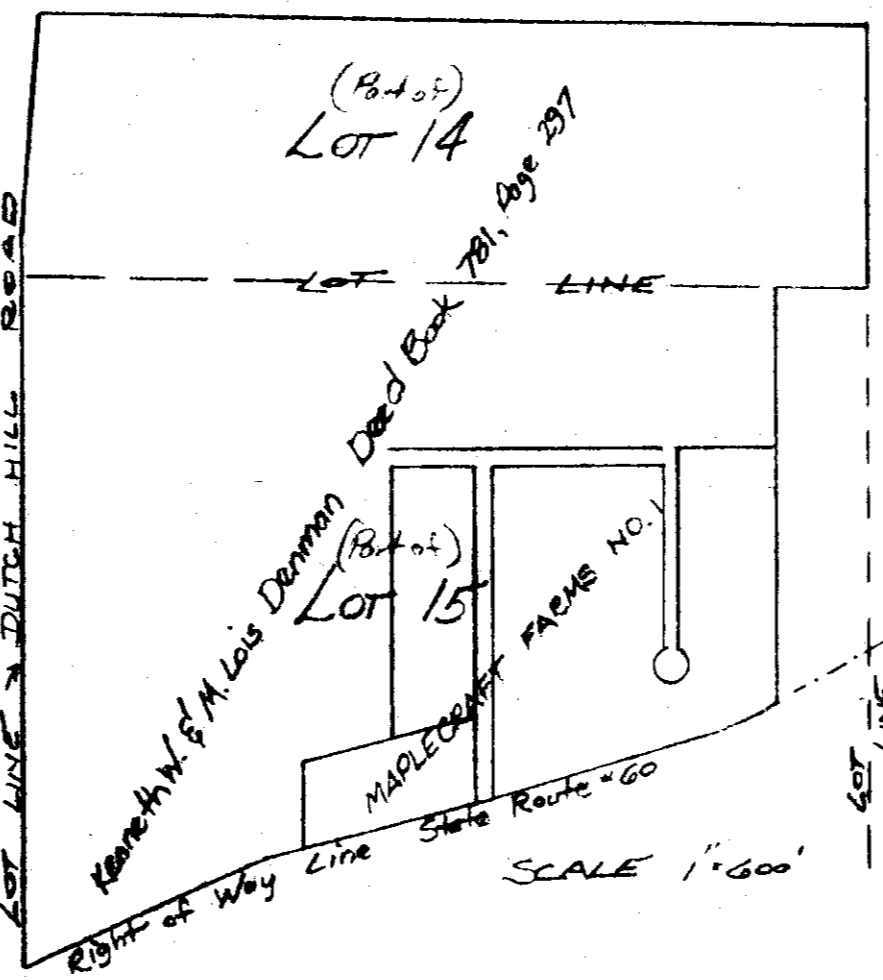 (Part of)
LOT 14
LOT LINE
Kenneth W. & M. Lois Denman Deed Book 781, Page 297
(Part of)
LOT 15
MAPLECRAFT FARMS NO. 1
LOT LINE & DUTCH HILL ROAD
Right of Way Line State Route #60
LOT LINE
SCALE 1"=600'